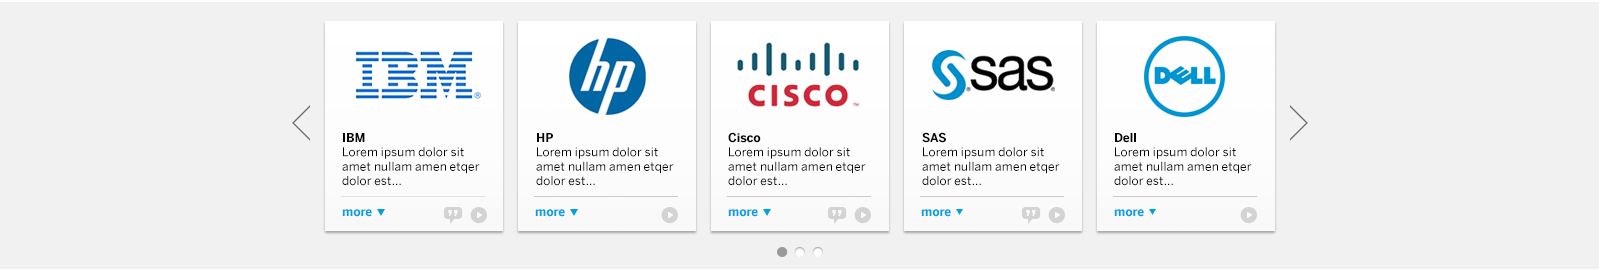 IBM®
hp
CISCO™
sas®
DELL
IBM
Lorem ipsum dolor sit
amet nullam amen etqer
dolor est...
more
HP
Lorem ipsum dolor sit
amet nullam amen etqer
dolor est...
more
Cisco
Lorem ipsum dolor sit
amet nullam amen etqer
dolor est...
more
SAS
Lorem ipsum dolor sit
amet nullam amen etqer
dolor est...
more
Dell
Lorem ipsum dolor sit
amet nullam amen etqer
dolor est...
more